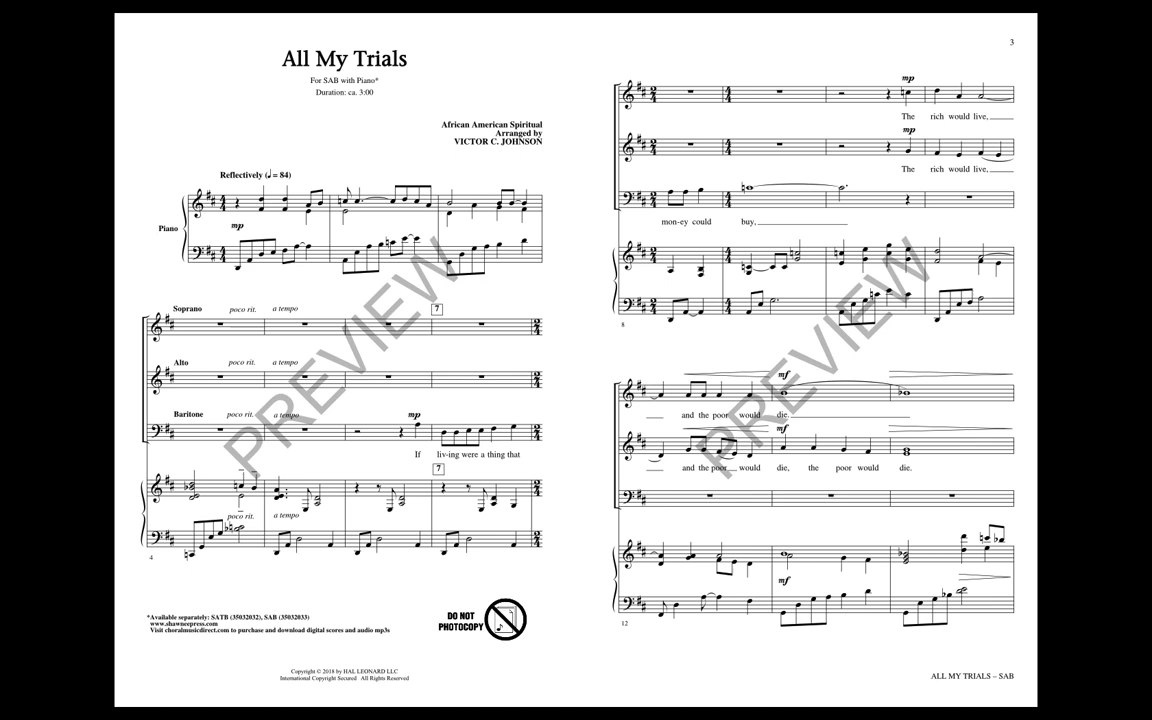 All My Trials
For SAB with Piano*
Duration: ca. 3:00
African American Spiritual
Arranged by
VICTOR C. JOHNSON
Reflectively (♩ = 84)
Piano
mp
Soprano
poco rit.
a tempo
7
Alto
poco rit.
a tempo
Baritone
poco rit.
a tempo
mp
If liv-ing were a thing that
7
poco rit.
a tempo
4
*Available separately: SATB (35032032), SAB (35032033)
www.shawneepress.com
Visit choralmusicdirect.com to purchase and download digital scores and audio mp3s
DO NOT
PHOTOCOPY
Copyright © 2018 by HAL LEONARD LLC
International Copyright Secured All Rights Reserved
PREVIEW
3
mp
The rich would live,
mp
The rich would live,
mon-ey could buy,
8
mf
and the poor would die.
mf
and the poor would die, the poor would die.
mf
12
PREVIEW
ALL MY TRIALS – SAB